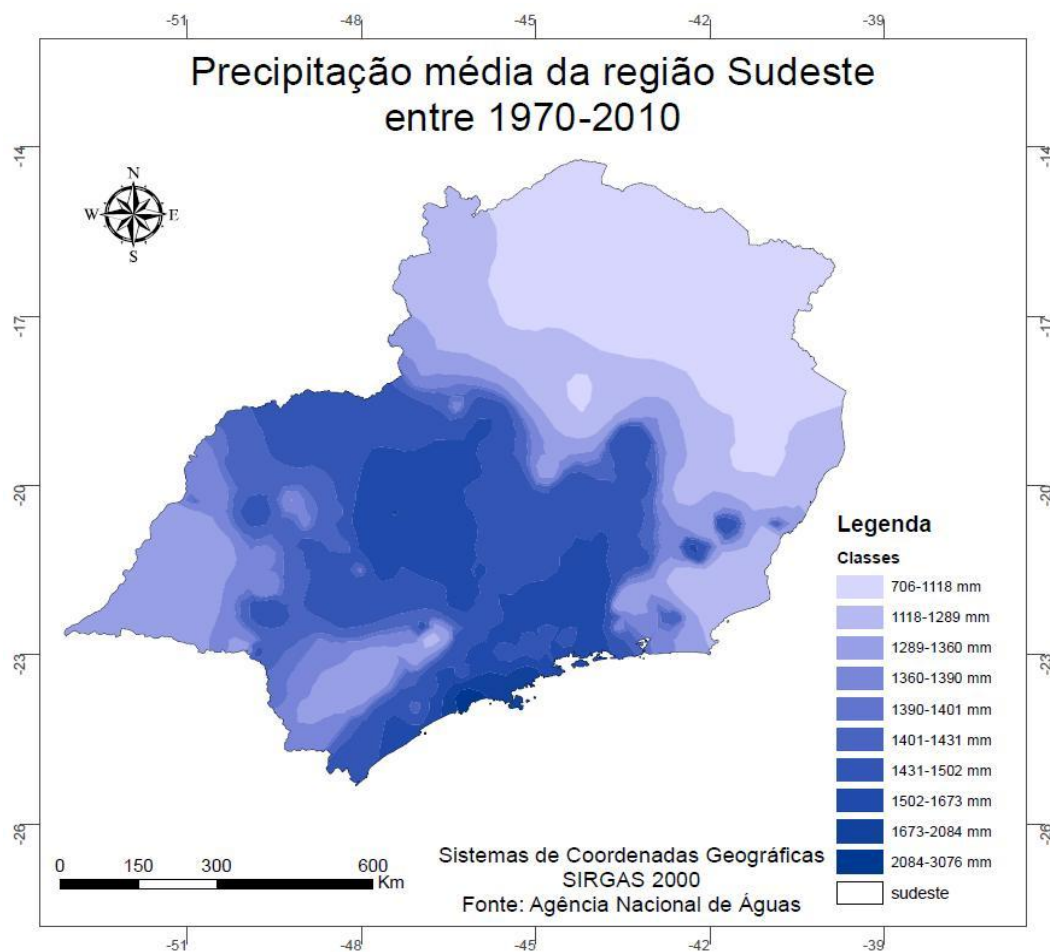 -51 -48 -45 -42 -39
Precipitação média da região Sudeste
entre 1970-2010
-14 -14
N
W E
S
-17 -17
-20 -20
Legenda
Classes
706-1118 mm
1118-1289 mm
1289-1360 mm
1360-1390 mm
1390-1401 mm
1401-1431 mm
1431-1502 mm
1502-1673 mm
1673-2084 mm
2084-3076 mm
sudeste
-23 -23
-26 -26
0 150 300 600
Km
Sistemas de Coordenadas Geográficas
SIRGAS 2000
Fonte: Agência Nacional de Águas
-51 -48 -45 -42 -39